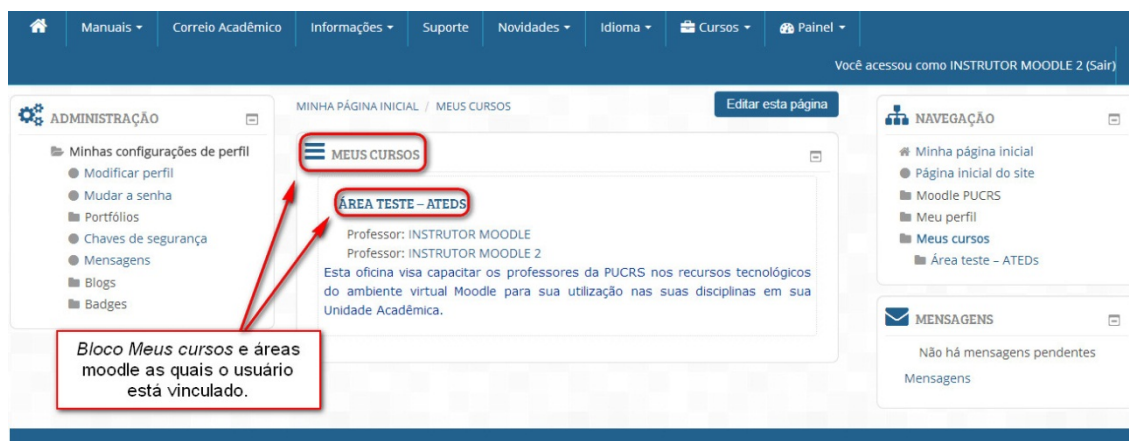 Manuais
Correio Acadêmico
Informações
Suporte
Novidades
Idioma
Cursos
Painel
Você acessou como INSTRUTOR MOODLE 2 (Sair)
ADMINISTRAÇÃO
Minhas configurações de perfil
Modificar perfil
Mudar a senha
Portfólios
Chaves de segurança
Mensagens
Blogs
Badges
MINHA PÁGINA INICIAL / MEUS CURSOS
Editar esta página
MEUS CURSOS
ÁREA TESTE – ATEDS
Professor: INSTRUTOR MOODLE
Professor: INSTRUTOR MOODLE 2
Esta oficina visa capacitar os professores da PUCRS nos recursos tecnológicos
do ambiente virtual Moodle para sua utilização nas suas disciplinas em sua
Unidade Acadêmica.
Bloco Meus cursos e áreas
moodle as quais o usuário
está vinculado.
NAVEGAÇÃO
Minha página inicial
Página inicial do site
Moodle PUCRS
Meu perfil
Meus cursos
Área teste – ATEDs
MENSAGENS
Não há mensagens pendentes
Mensagens